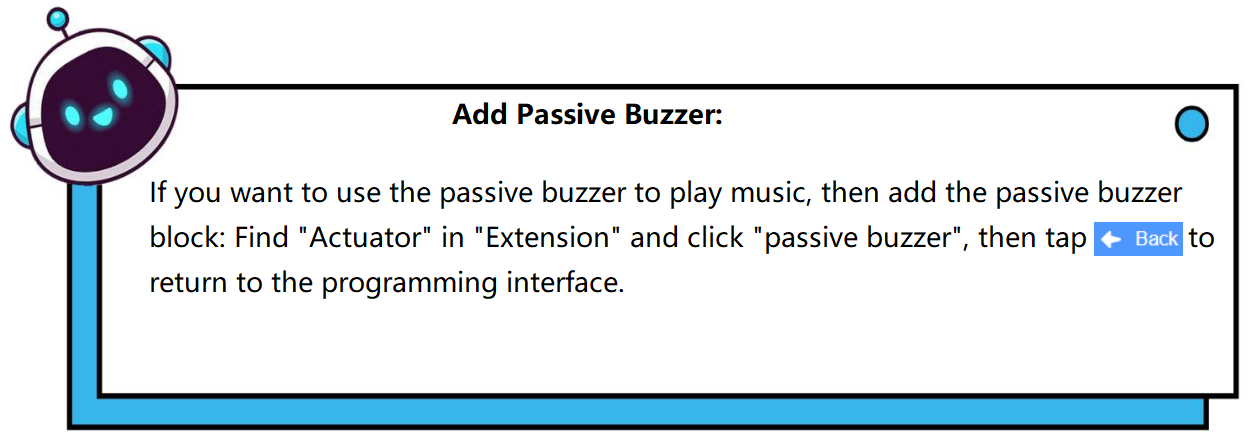 Add Passive Buzzer:
If you want to use the passive buzzer to play music, then add the passive buzzer
block: Find "Actuator" in "Extension" and click "passive buzzer", then tap Back to
return to the programming interface.